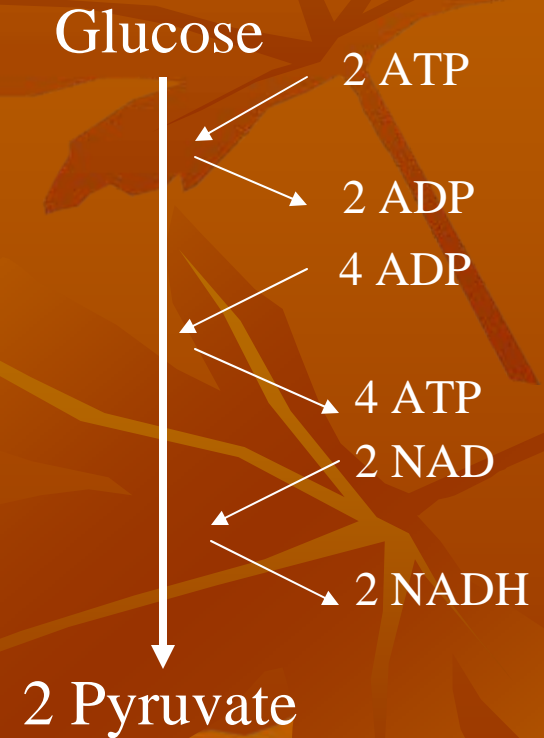 Glucose
2 ATP
2 ADP
4 ADP
4 ATP
2 NAD
2 NADH
2 Pyruvate